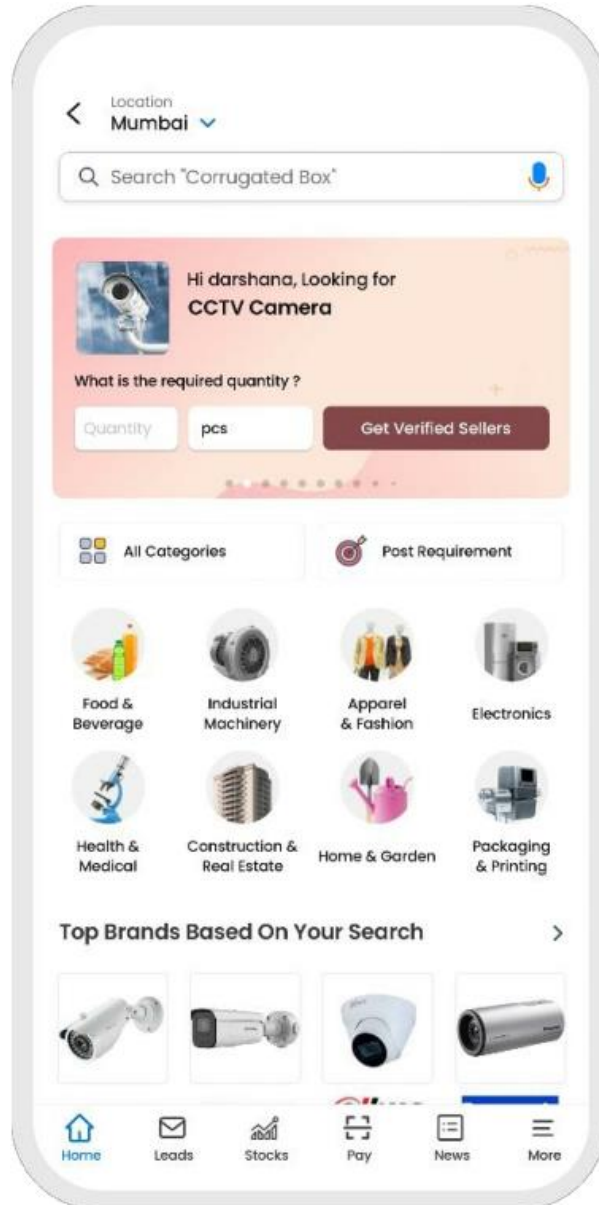 Location
Mumbai
Search "Corrugated Box"
Hi darshana, Looking for
CCTV Camera
What is the required quantity ?
Quantity
pcs
Get Verified Sellers
All Categories
Post Requirement
Food &
Beverage
Industrial
Machinery
Apparel
& Fashion
Electronics
Health &
Medical
Construction &
Real Estate
Home & Garden
Packaging
& Printing
Top Brands Based On Your Search
Home
Leads
Stocks
Pay
News
More